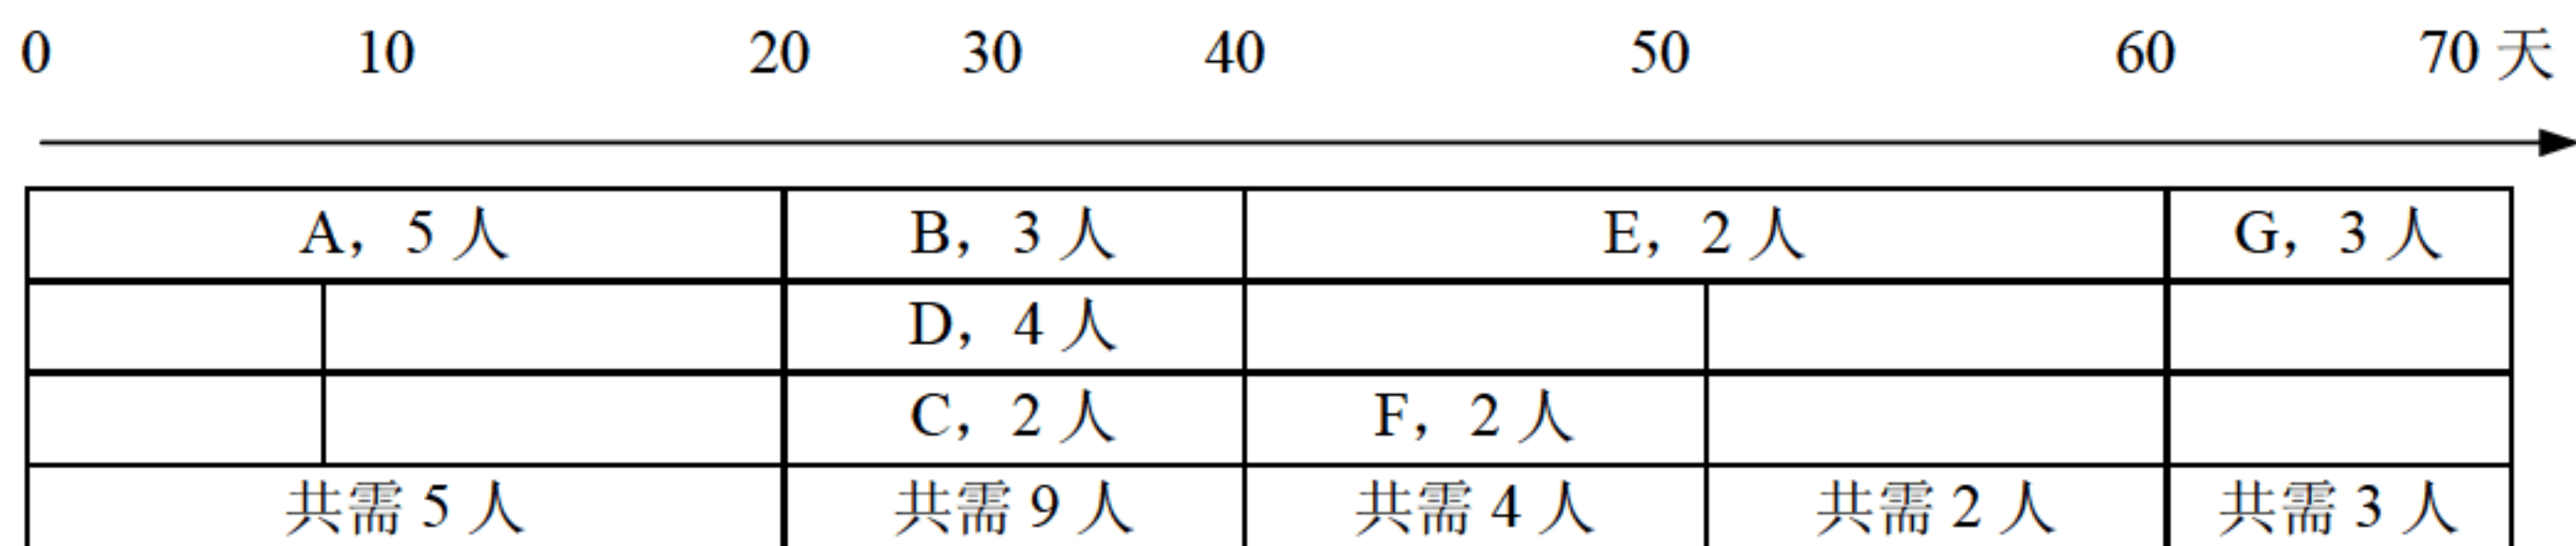 0 10 20 30 40 50 60 70 天
A，5 人 B，3 人 E，2 人 G，3 人
D，4 人
C，2 人 F，2 人
共需 5 人 共需 9 人 共需 4 人 共需 2 人 共需 3 人